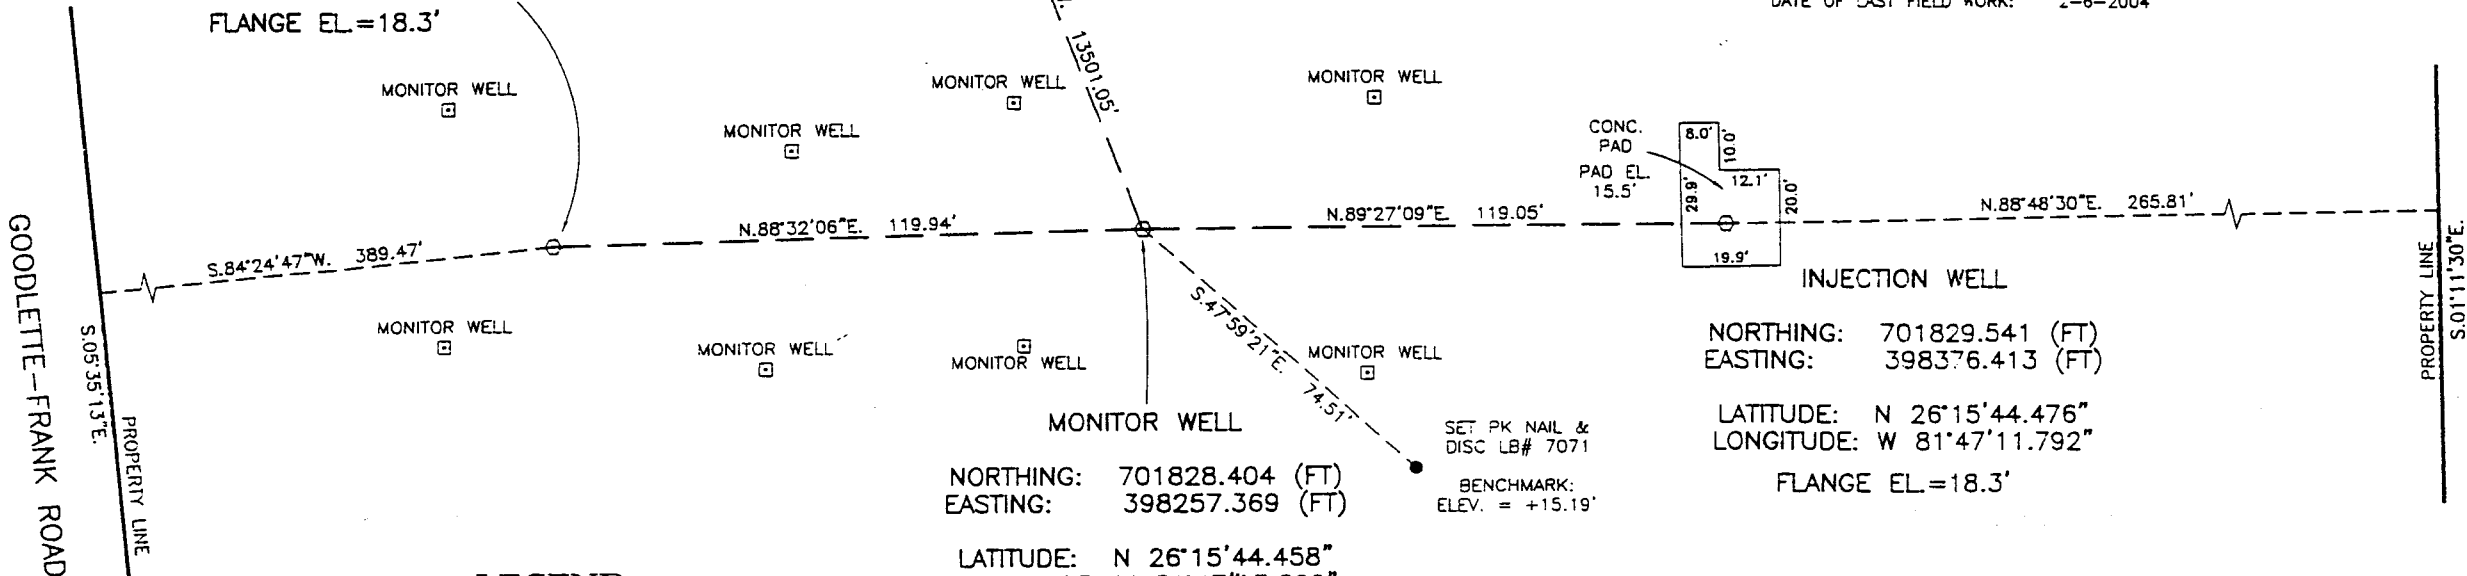 DATE OF LAST FIELD WORK: 2-6-2004
FLANGE EL.=18.3'
13501.05'
MONITOR WELL
MONITOR WELL
MONITOR WELL
MONITOR WELL
CONC.
PAD
PAD EL.
15.5'
8.0'
10.0'
12.1'
29.9'
20.0'
19.9'
GOODLETTE-FRANK ROAD
S.05°35'13"E.
PROPERTY LINE
S.84°24'47"W. 389.47'
N.88°32'06"E. 119.94'
N.89°27'09"E. 119.05'
N.88°48'30"E. 265.81'
PROPERTY LINE
S.01°11'30"E.
S.47°59'21"E. 74.51'
MONITOR WELL
MONITOR WELL
MONITOR WELL
MONITOR WELL
INJECTION WELL
NORTHING: 701829.541 (FT)
EASTING: 398376.413 (FT)
LATITUDE: N 26°15'44.476"
LONGITUDE: W 81°47'11.792"
FLANGE EL.=18.3'
SET PK NAIL &
DISC LB# 7071
BENCHMARK:
ELEV. = +15.19'
MONITOR WELL
NORTHING: 701828.404 (FT)
EASTING: 398257.369 (FT)
LATITUDE: N 26°15'44.458"
LEGEND